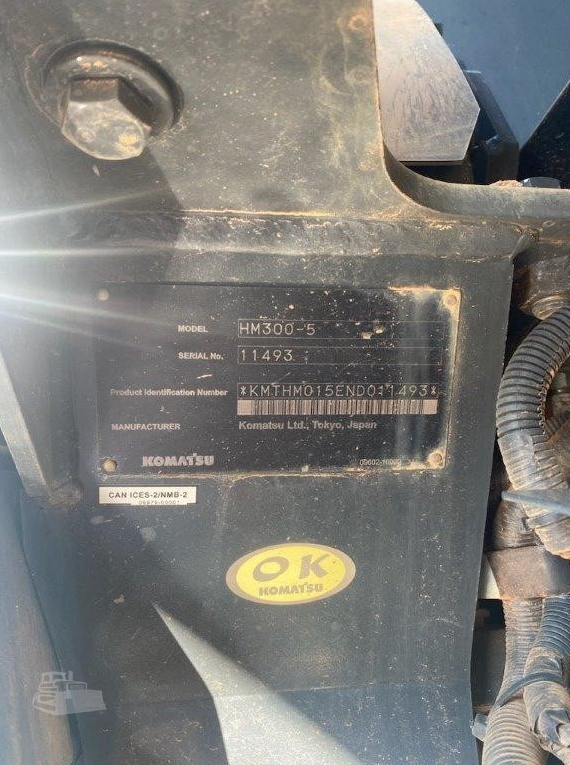 MODEL HM300-5
SERIAL No. 11493
Product Identification Number *KMTHM015END011493*
MANUFACTURER Komatsu Ltd., Tokyo, Japan
KOMATSU
CAN ICES-2/NMB-2
OK
KOMATSU